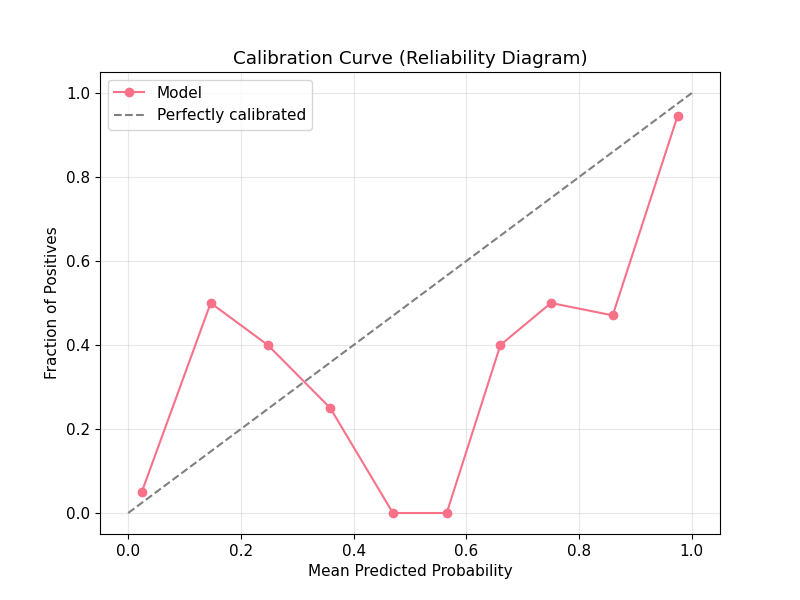 Calibration Curve (Reliability Diagram)
Model
Perfectly calibrated
Fraction of Positives
1.0
0.8
0.6
0.4
0.2
0.0
0.0 0.2 0.4 0.6 0.8 1.0
Mean Predicted Probability